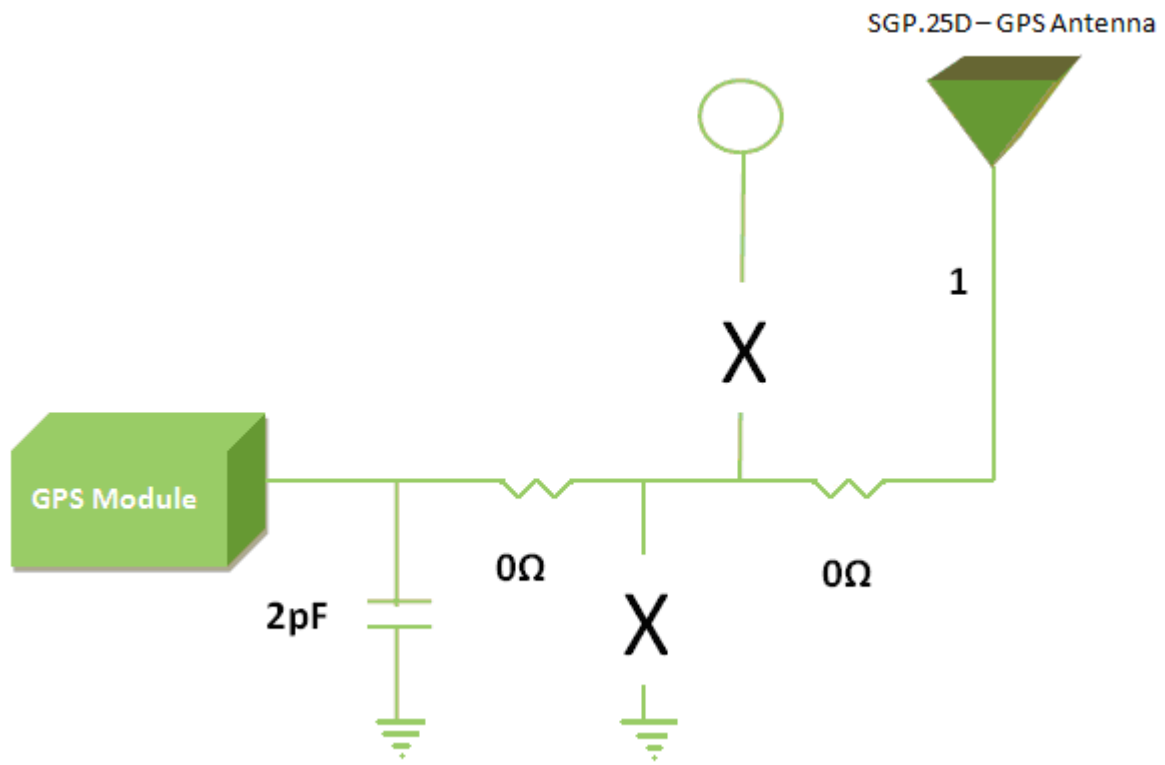 SGP.25D – GPS Antenna
1
X
GPS Module
0Ω
0Ω
2pF
X